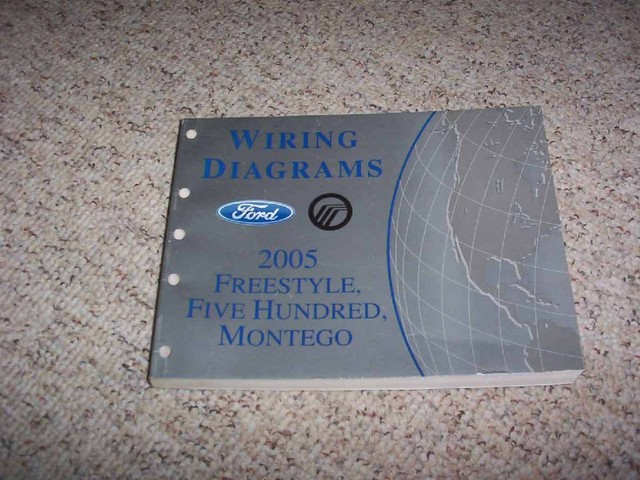 WIRING
DIAGRAMS
Ford
2005
FREESTYLE,
FIVE HUNDRED,
MONTEGO